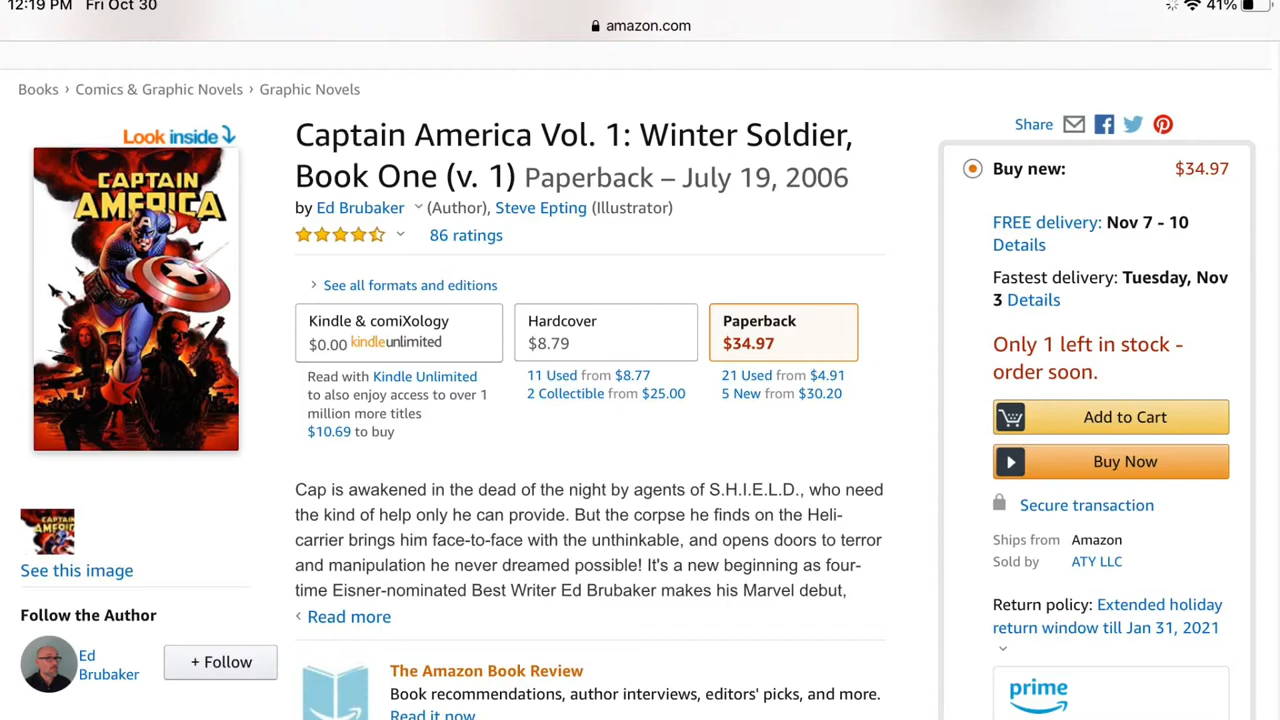 12:19 PM Fri Oct 30
41%
amazon.com
Books › Comics & Graphic Novels › Graphic Novels
Look inside
CAPTAIN
AMERICA
CAPTAIN
AMERICA
See this image
Follow the Author
Ed
Brubaker
+ Follow
Captain America Vol. 1: Winter Soldier,
Book One (v. 1) Paperback – July 19, 2006
by Ed Brubaker (Author), Steve Epting (Illustrator)
86 ratings
› See all formats and editions
Kindle & comiXology
$0.00 kindleunlimited
Read with Kindle Unlimited
to also enjoy access to over 1
million more titles
$10.69 to buy
Hardcover
$8.79
11 Used from $8.77
2 Collectible from $25.00
Paperback
$34.97
21 Used from $4.91
5 New from $30.20
Cap is awakened in the dead of the night by agents of S.H.I.E.L.D., who need
the kind of help only he can provide. But the corpse he finds on the Heli-
carrier brings him face-to-face with the unthinkable, and opens doors to terror
and manipulation he never dreamed possible! It's a new beginning as four-
time Eisner-nominated Best Writer Ed Brubaker makes his Marvel debut,
‹ Read more
The Amazon Book Review
Book recommendations, author interviews, editors' picks, and more.
Read it now
Share
Buy new: $34.97
FREE delivery: Nov 7 - 10
Details
Fastest delivery: Tuesday, Nov
3 Details
Only 1 left in stock -
order soon.
Add to Cart
Buy Now
Secure transaction
Ships from Amazon
Sold by ATY LLC
Return policy: Extended holiday
return window till Jan 31, 2021
prime